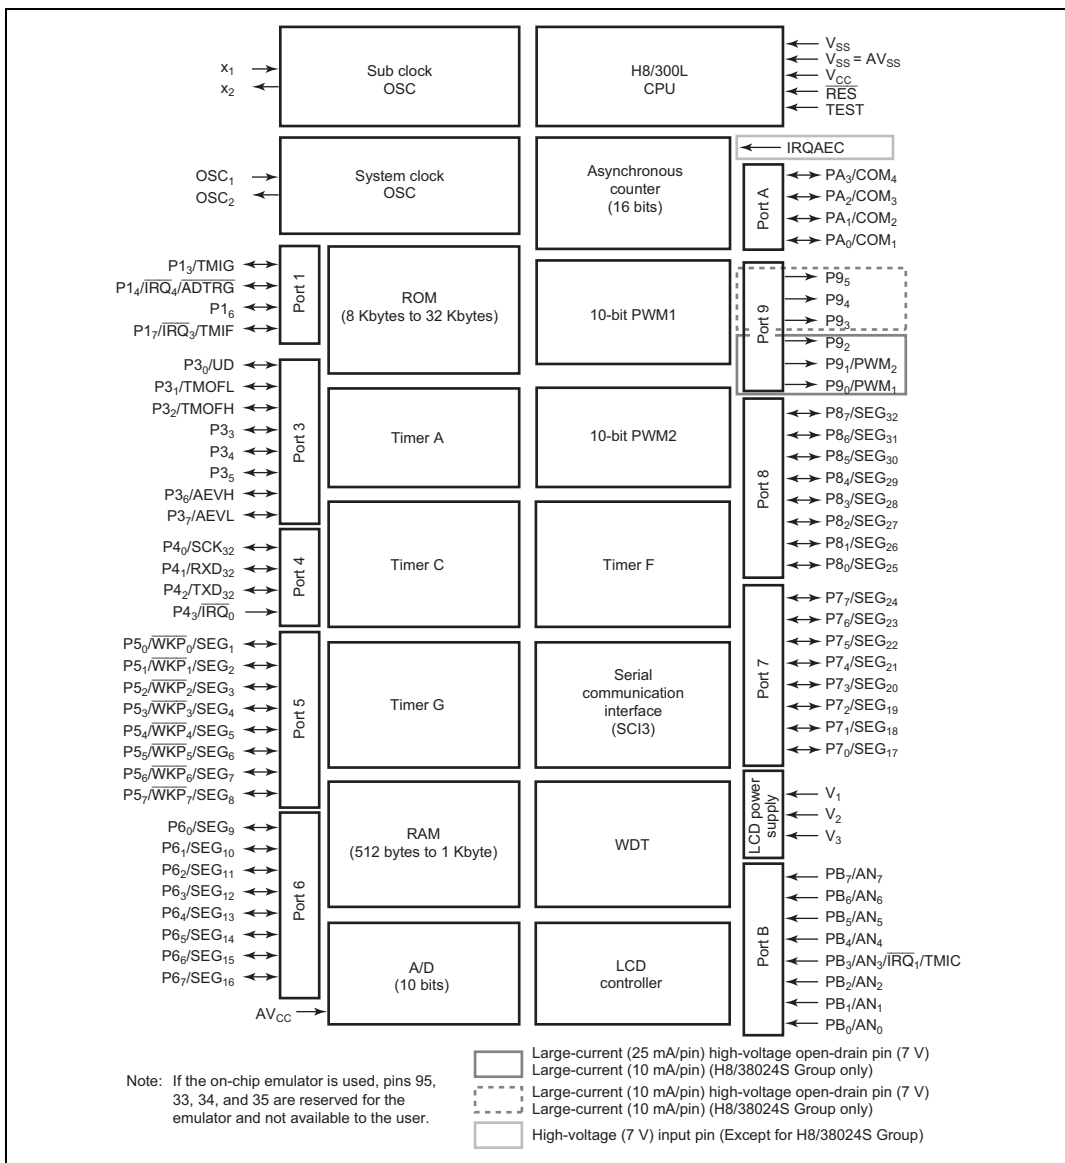 x1
x2
Sub clock
OSC
H8/300L
CPU
VSS
VSS = AVSS
VCC
RES
TEST
OSC1
OSC2
System clock
OSC
Asynchronous
counter
(16 bits)
IRQAEC
Port A
PA3/COM4
PA2/COM3
PA1/COM2
PA0/COM1
P13/TMIG
P14/IRQ4/ADTRG
P16
P17/IRQ3/TMIF
Port 1
ROM
(8 Kbytes to 32 Kbytes)
10-bit PWM1
Port 9
P95
P94
P93
P92
P91/PWM2
P90/PWM1
P30/UD
P31/TMOFL
P32/TMOFH
P33
P34
P35
P36/AEVH
P37/AEVL
Port 3
Timer A
10-bit PWM2
Port 8
P87/SEG32
P86/SEG31
P85/SEG30
P84/SEG29
P83/SEG28
P82/SEG27
P81/SEG26
P80/SEG25
P40/SCK32
P41/RXD32
P42/TXD32
P43/IRQ0
Port 4
Timer C
Timer F
P50/WKP0/SEG1
P51/WKP1/SEG2
P52/WKP2/SEG3
P53/WKP3/SEG4
P54/WKP4/SEG5
P55/WKP5/SEG6
P56/WKP6/SEG7
P57/WKP7/SEG8
Port 5
Timer G
Serial
communication
interface
(SCI3)
Port 7
P77/SEG24
P76/SEG23
P75/SEG22
P74/SEG21
P73/SEG20
P72/SEG19
P71/SEG18
P70/SEG17
LCD power
supply
V1
V2
V3
P60/SEG9
P61/SEG10
P62/SEG11
P63/SEG12
P64/SEG13
P65/SEG14
P66/SEG15
P67/SEG16
Port 6
RAM
(512 bytes to 1 Kbyte)
WDT
AVCC
A/D
(10 bits)
LCD
controller
Port B
PB7/AN7
PB6/AN6
PB5/AN5
PB4/AN4
PB3/AN3/IRQ1/TMIC
PB2/AN2
PB1/AN1
PB0/AN0
Note: If the on-chip emulator is used, pins 95,
33, 34, and 35 are reserved for the
emulator and not available to the user.
Large-current (25 mA/pin) high-voltage open-drain pin (7 V)
Large-current (10 mA/pin) (H8/38024S Group only)
Large-current (10 mA/pin) high-voltage open-drain pin (7 V)
Large-current (10 mA/pin) (H8/38024S Group only)
High-voltage (7 V) input pin (Except for H8/38024S Group)